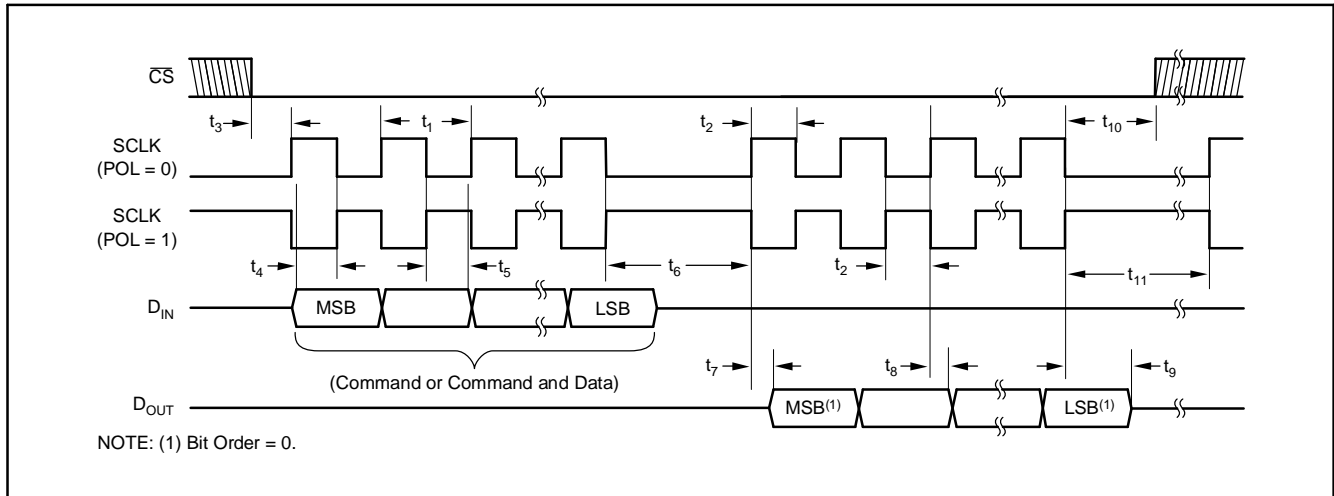 CS
t3
t1
t2
t10
SCLK
(POL = 0)
SCLK
(POL = 1)
t4
t5
t6
t2
t11
DIN
MSB
LSB
(Command or Command and Data)
t7
t8
t9
DOUT
MSB(1)
LSB(1)
NOTE: (1) Bit Order = 0.